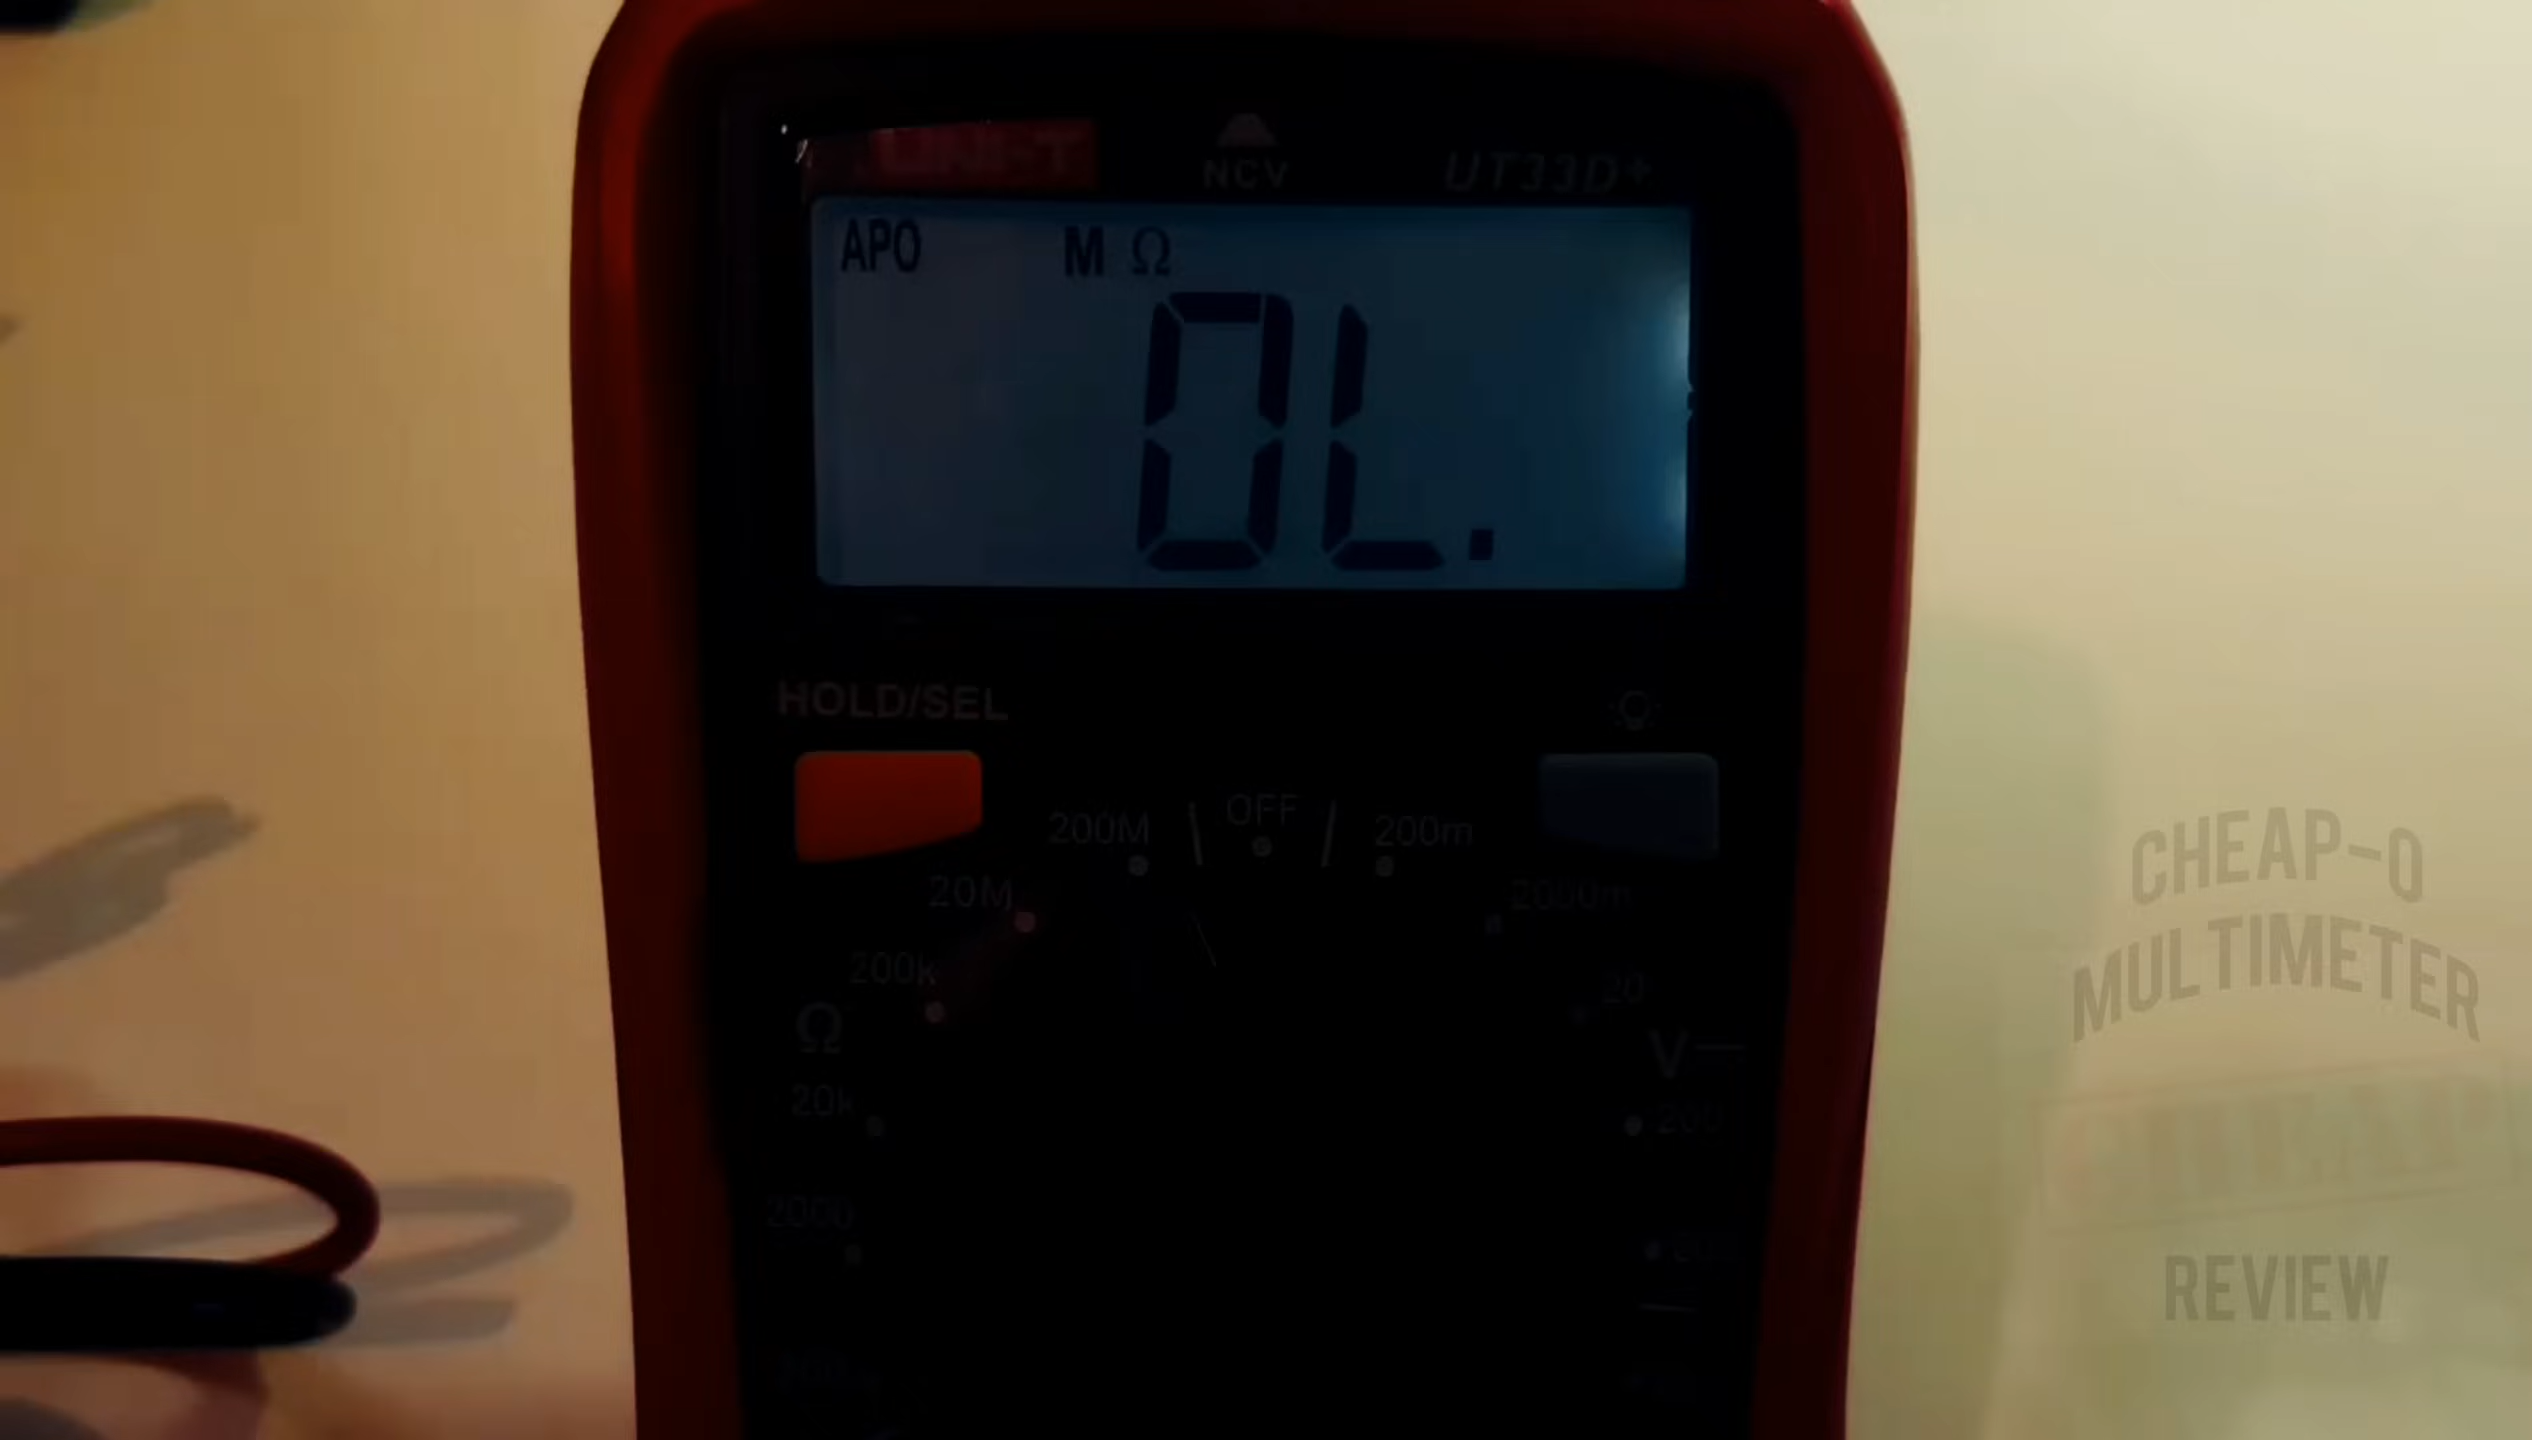 UNI-T
NCV
UT33D+
APO
M Ω
OL.
HOLD/SEL
200M
OFF
200m
20M
2000m
200k
20
Ω
V
20k
200
2000
CHEAP-O
MULTIMETER
REVIEW